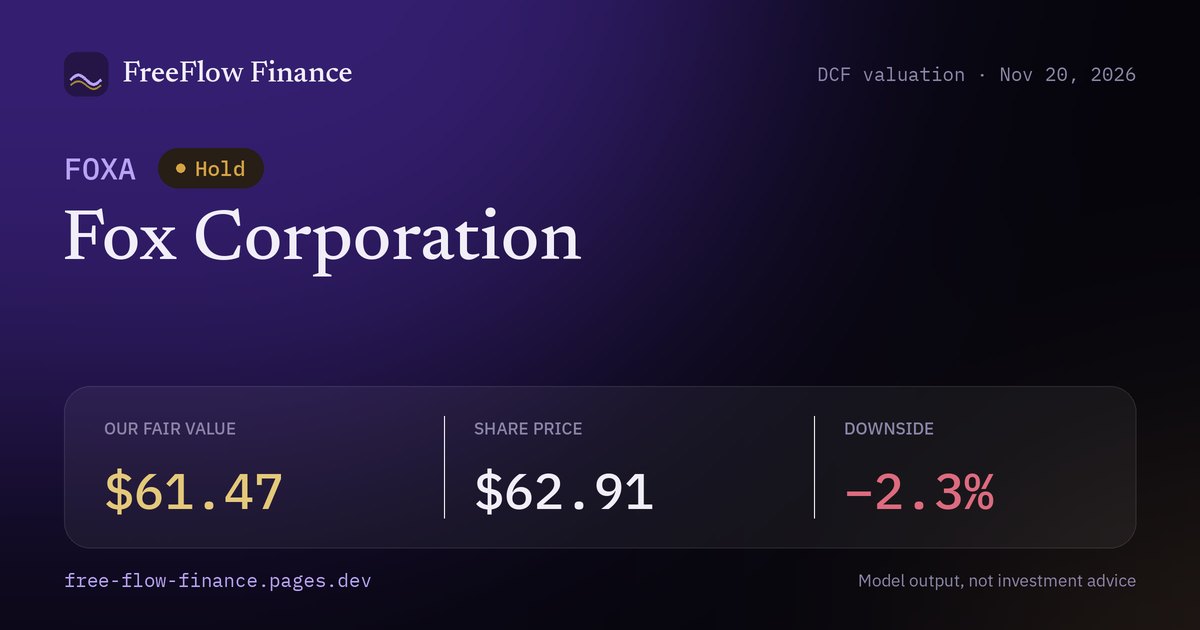 FreeFlow Finance
DCF valuation · Nov 20, 2026
FOXA
Hold
Fox Corporation
OUR FAIR VALUE
$61.47
SHARE PRICE
$62.91
DOWNSIDE
−2.3%
free-flow-finance.pages.dev
Model output, not investment advice